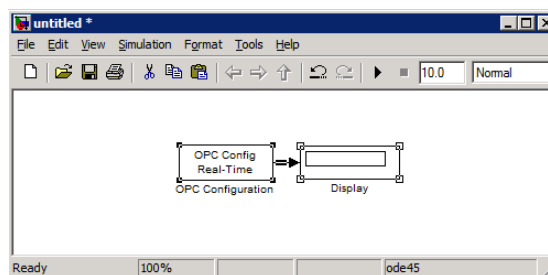 untitled *
File Edit View Simulation Format Tools Help
10.0 Normal
OPC Config
Real-Time
OPC Configuration
Display
Ready 100% ode45